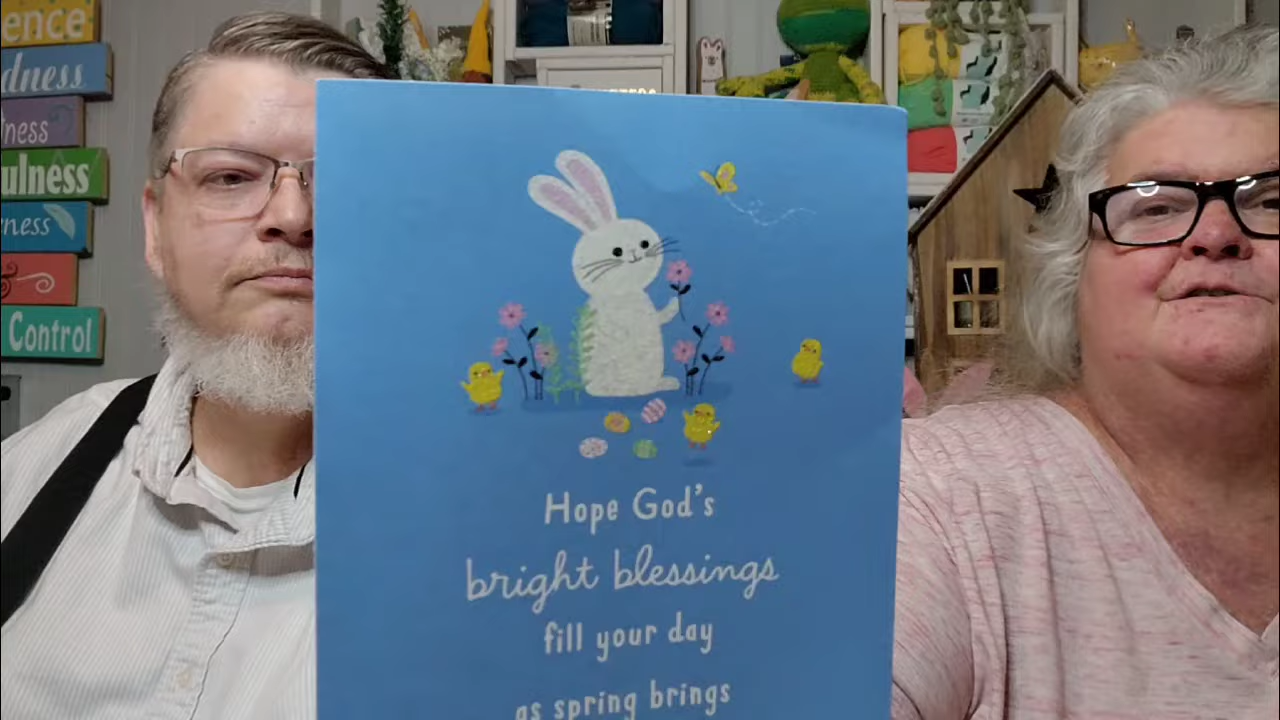 ence
dness
ness
ulness
ness
Control
Hope God's
bright blessings
fill your day
as spring brings